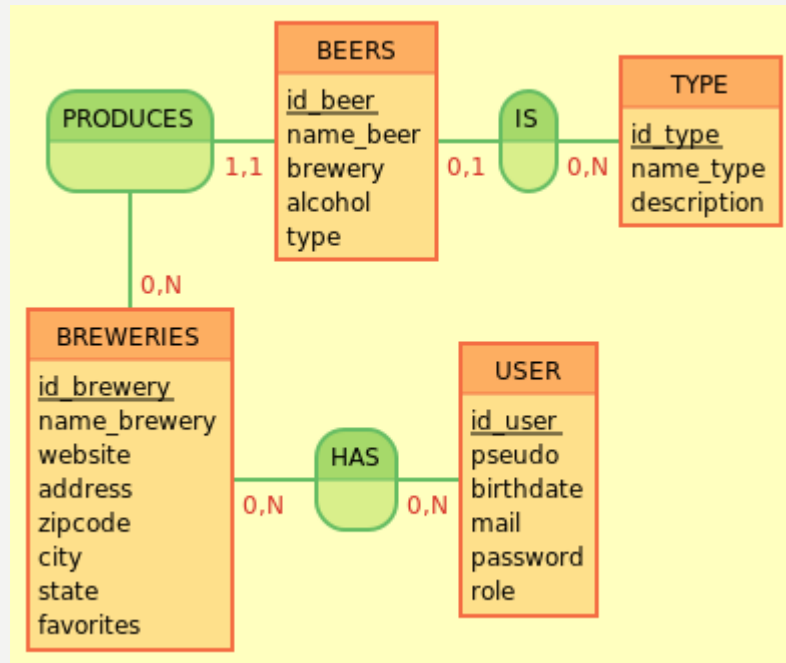 BEERS
id_beer
name_beer
brewery
alcohol
type
PRODUCES
1,1
IS
0,1
0,N
TYPE
id_type
name_type
description
0,N
BREWERIES
id_brewery
name_brewery
website
address
zipcode
city
state
favorites
HAS
0,N
0,N
USER
id_user
pseudo
birthdate
mail
password
role